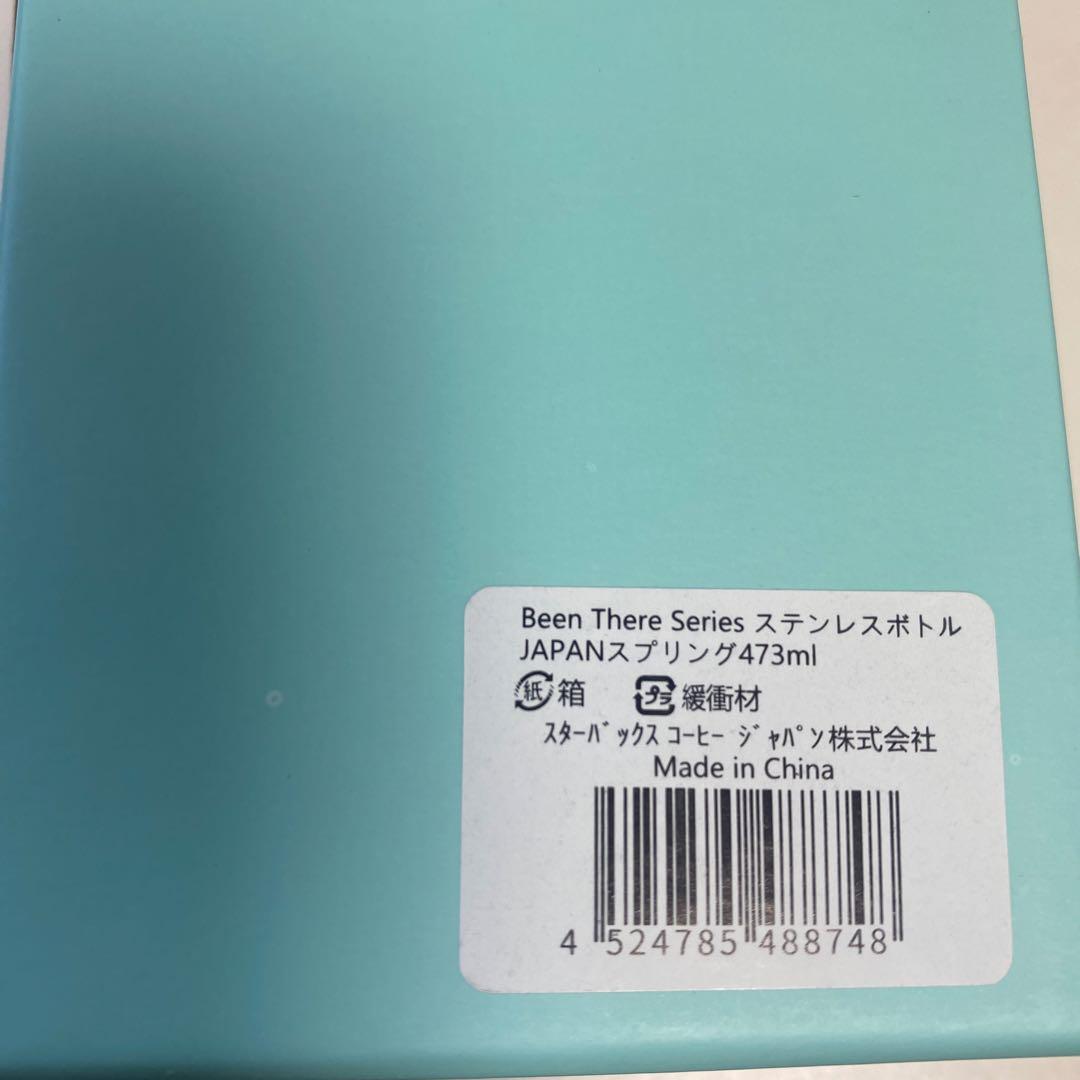 Been There Series ステンレスボトル
JAPANスプリング473ml
紙 箱 プラ 緩衝材
ｽﾀｰﾊﾞｯｸｽ ｺｰﾋｰ ｼﾞｬﾊﾟﾝ株式会社
Made in China
4 524785 488748